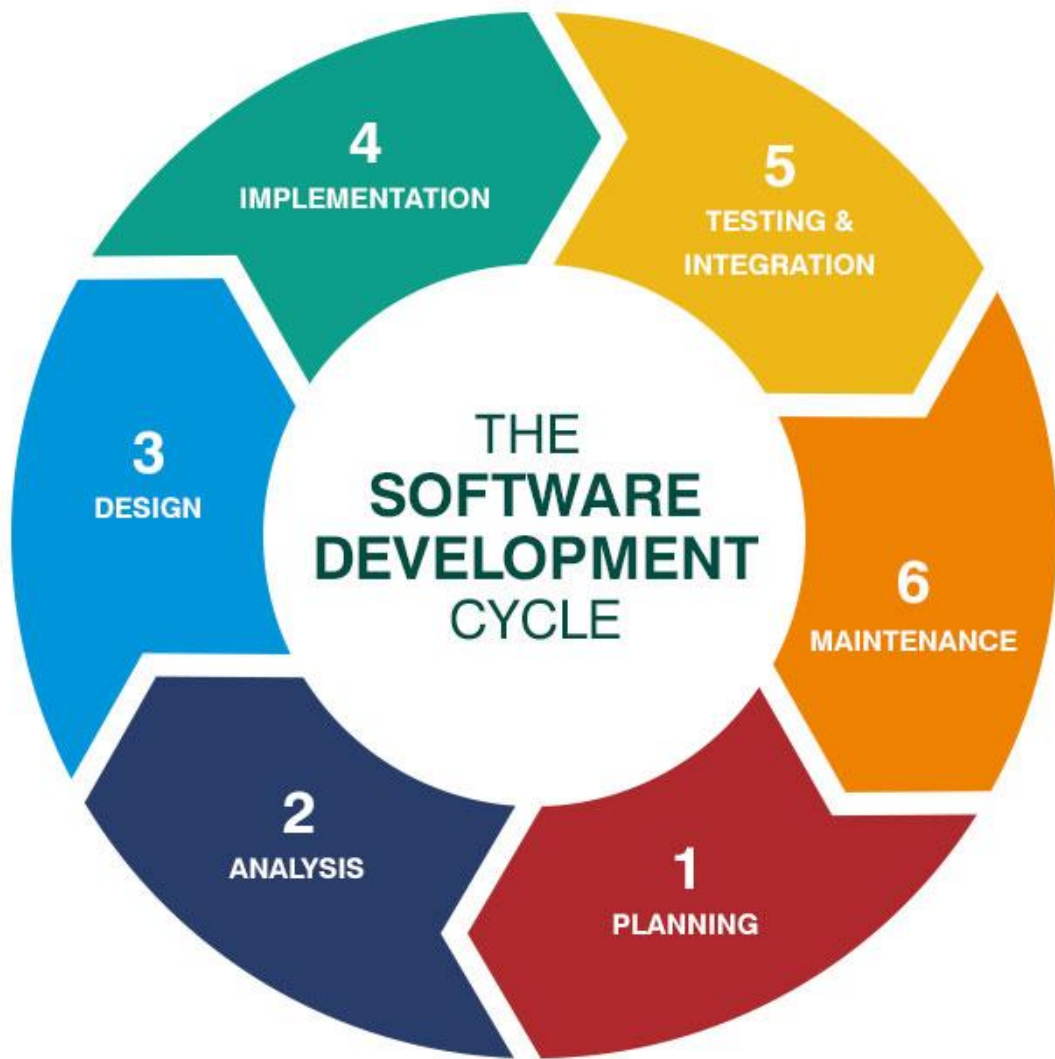 THE
SOFTWARE
DEVELOPMENT
CYCLE
1
PLANNING
2
ANALYSIS
3
DESIGN
4
IMPLEMENTATION
5
TESTING &
INTEGRATION
6
MAINTENANCE